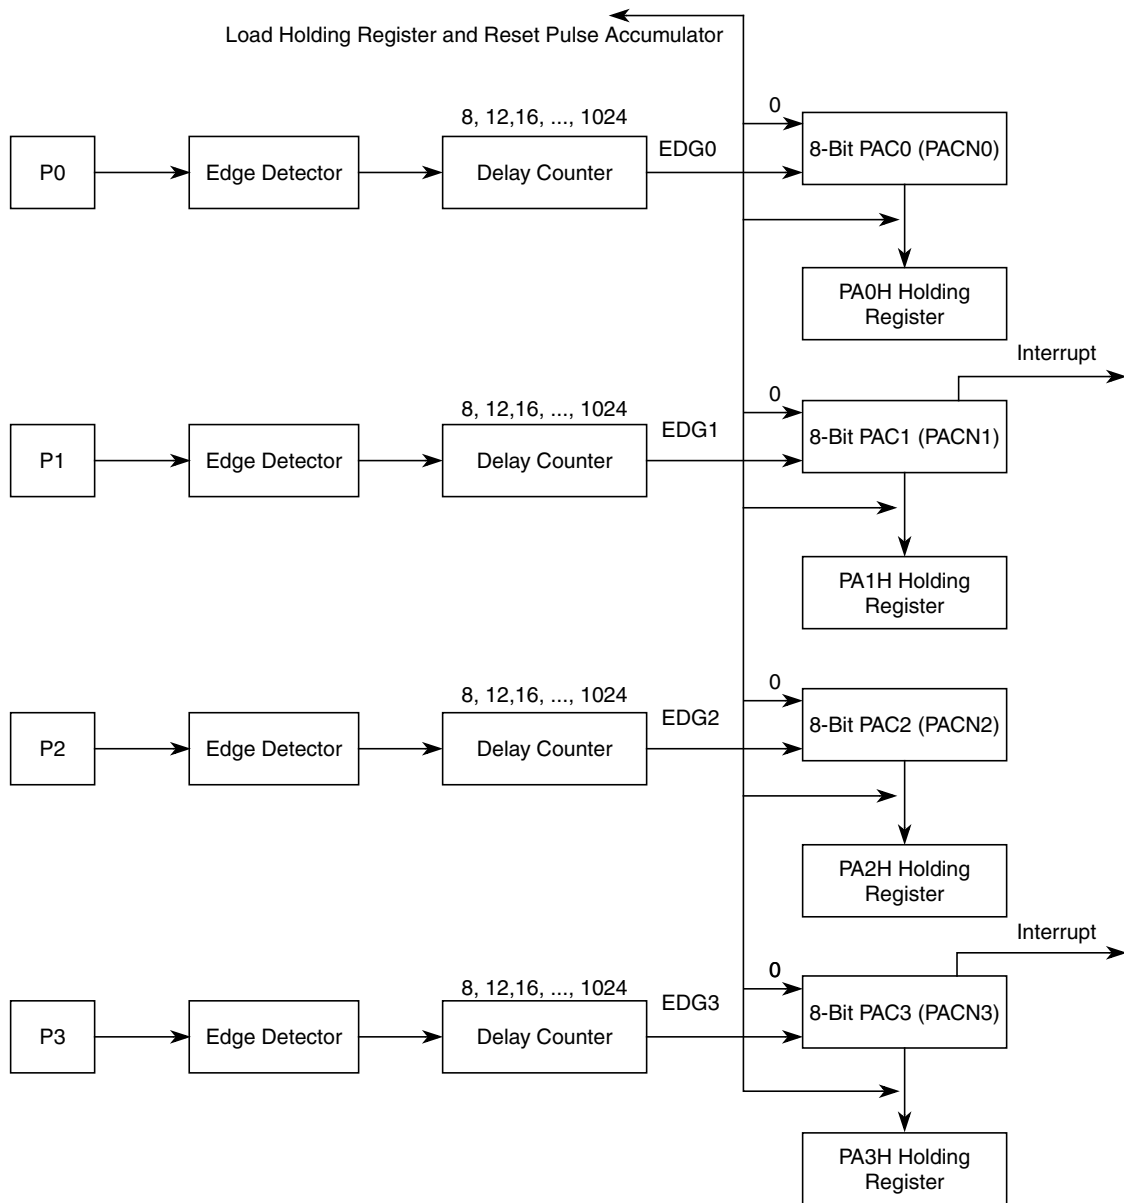 Load Holding Register and Reset Pulse Accumulator
8, 12,16, ..., 1024
EDG0
0
P0
Edge Detector
Delay Counter
8-Bit PAC0 (PACN0)
PA0H Holding
Register
Interrupt
8, 12,16, ..., 1024
EDG1
0
P1
Edge Detector
Delay Counter
8-Bit PAC1 (PACN1)
PA1H Holding
Register
8, 12,16, ..., 1024
EDG2
0
P2
Edge Detector
Delay Counter
8-Bit PAC2 (PACN2)
PA2H Holding
Register
Interrupt
8, 12,16, ..., 1024
EDG3
0
P3
Edge Detector
Delay Counter
8-Bit PAC3 (PACN3)
PA3H Holding
Register